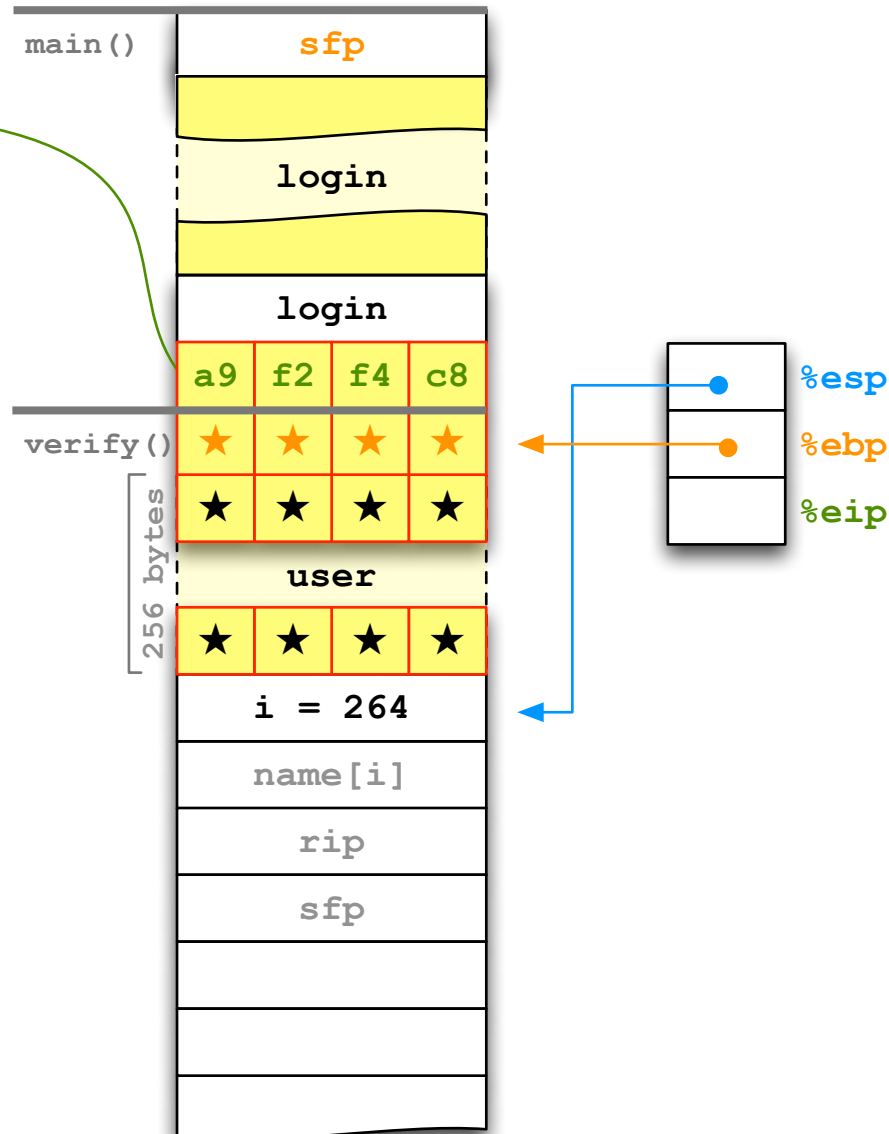 main()
sfp
login
login
a9 f2 f4 c8
%esp
verify()
★ ★ ★ ★
%ebp
★ ★ ★ ★
%eip
256 bytes
user
★ ★ ★ ★
i = 264
name[i]
rip
sfp